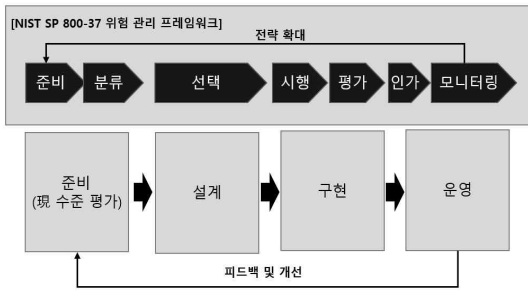 [NIST SP 800-37 위험 관리 프레임워크]
전략 확대
준비 분류 선택 시행 평가 인가 모니터링
준비
(現 수준 평가)
설계
구현
운영
피드백 및 개선